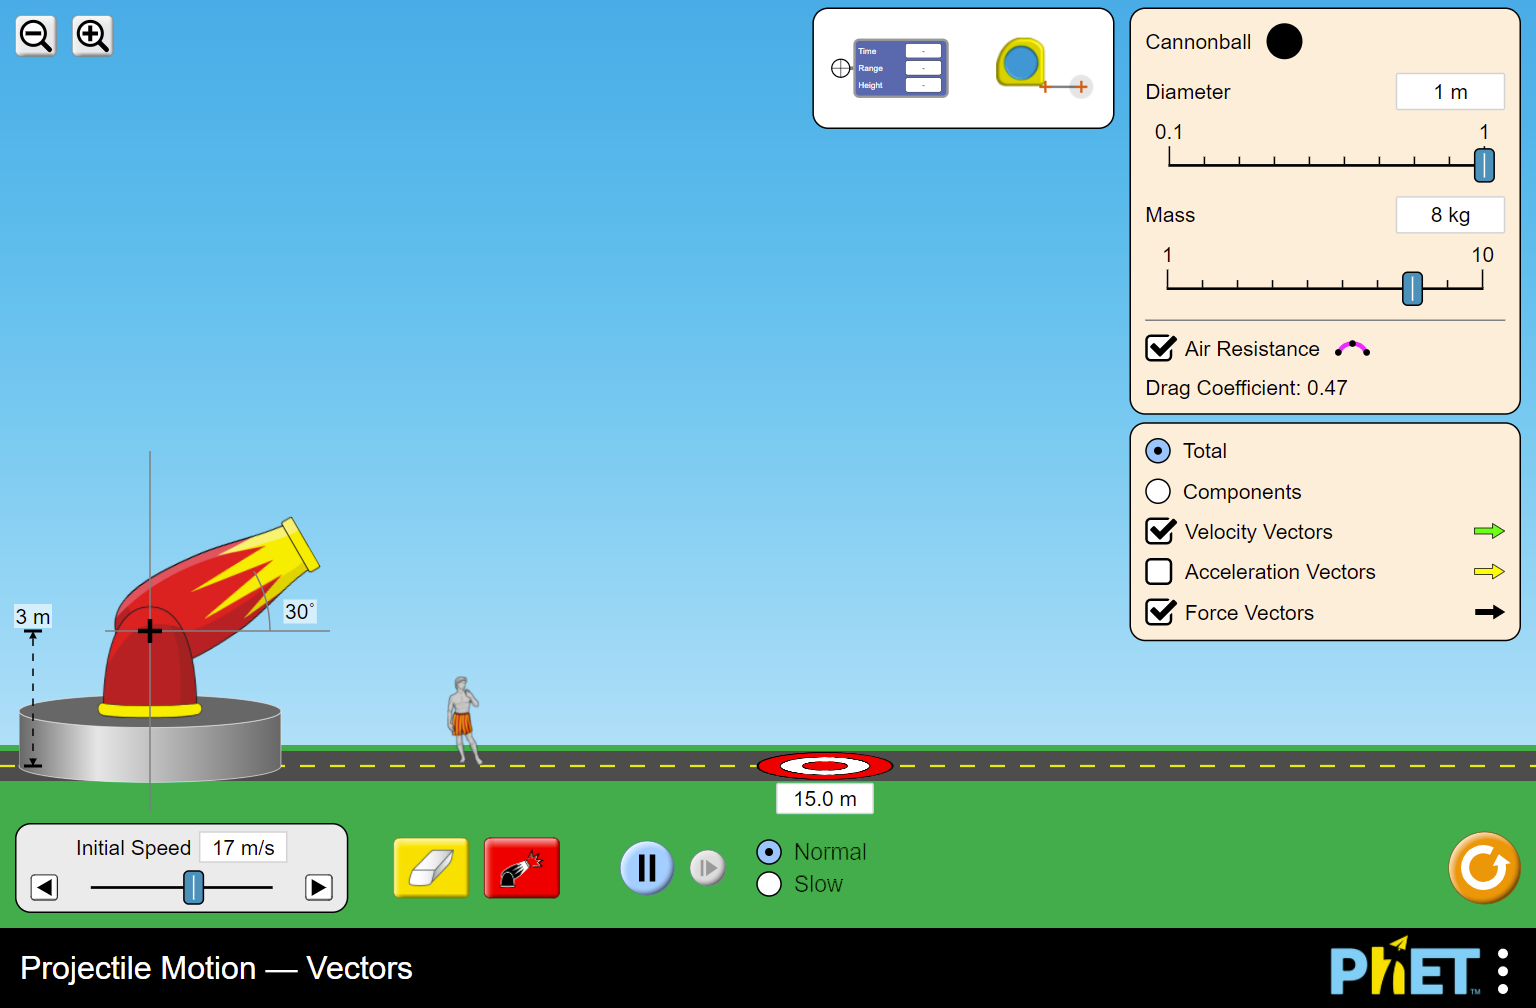 Time -
Range -
Height -
Cannonball
Diameter 1 m
0.1 1
Mass 8 kg
1 10
Air Resistance
Drag Coefficient: 0.47
Total
Components
Velocity Vectors
Acceleration Vectors
Force Vectors
3 m
30°
15.0 m
Initial Speed 17 m/s
Normal
Slow
Projectile Motion — Vectors
PhET™